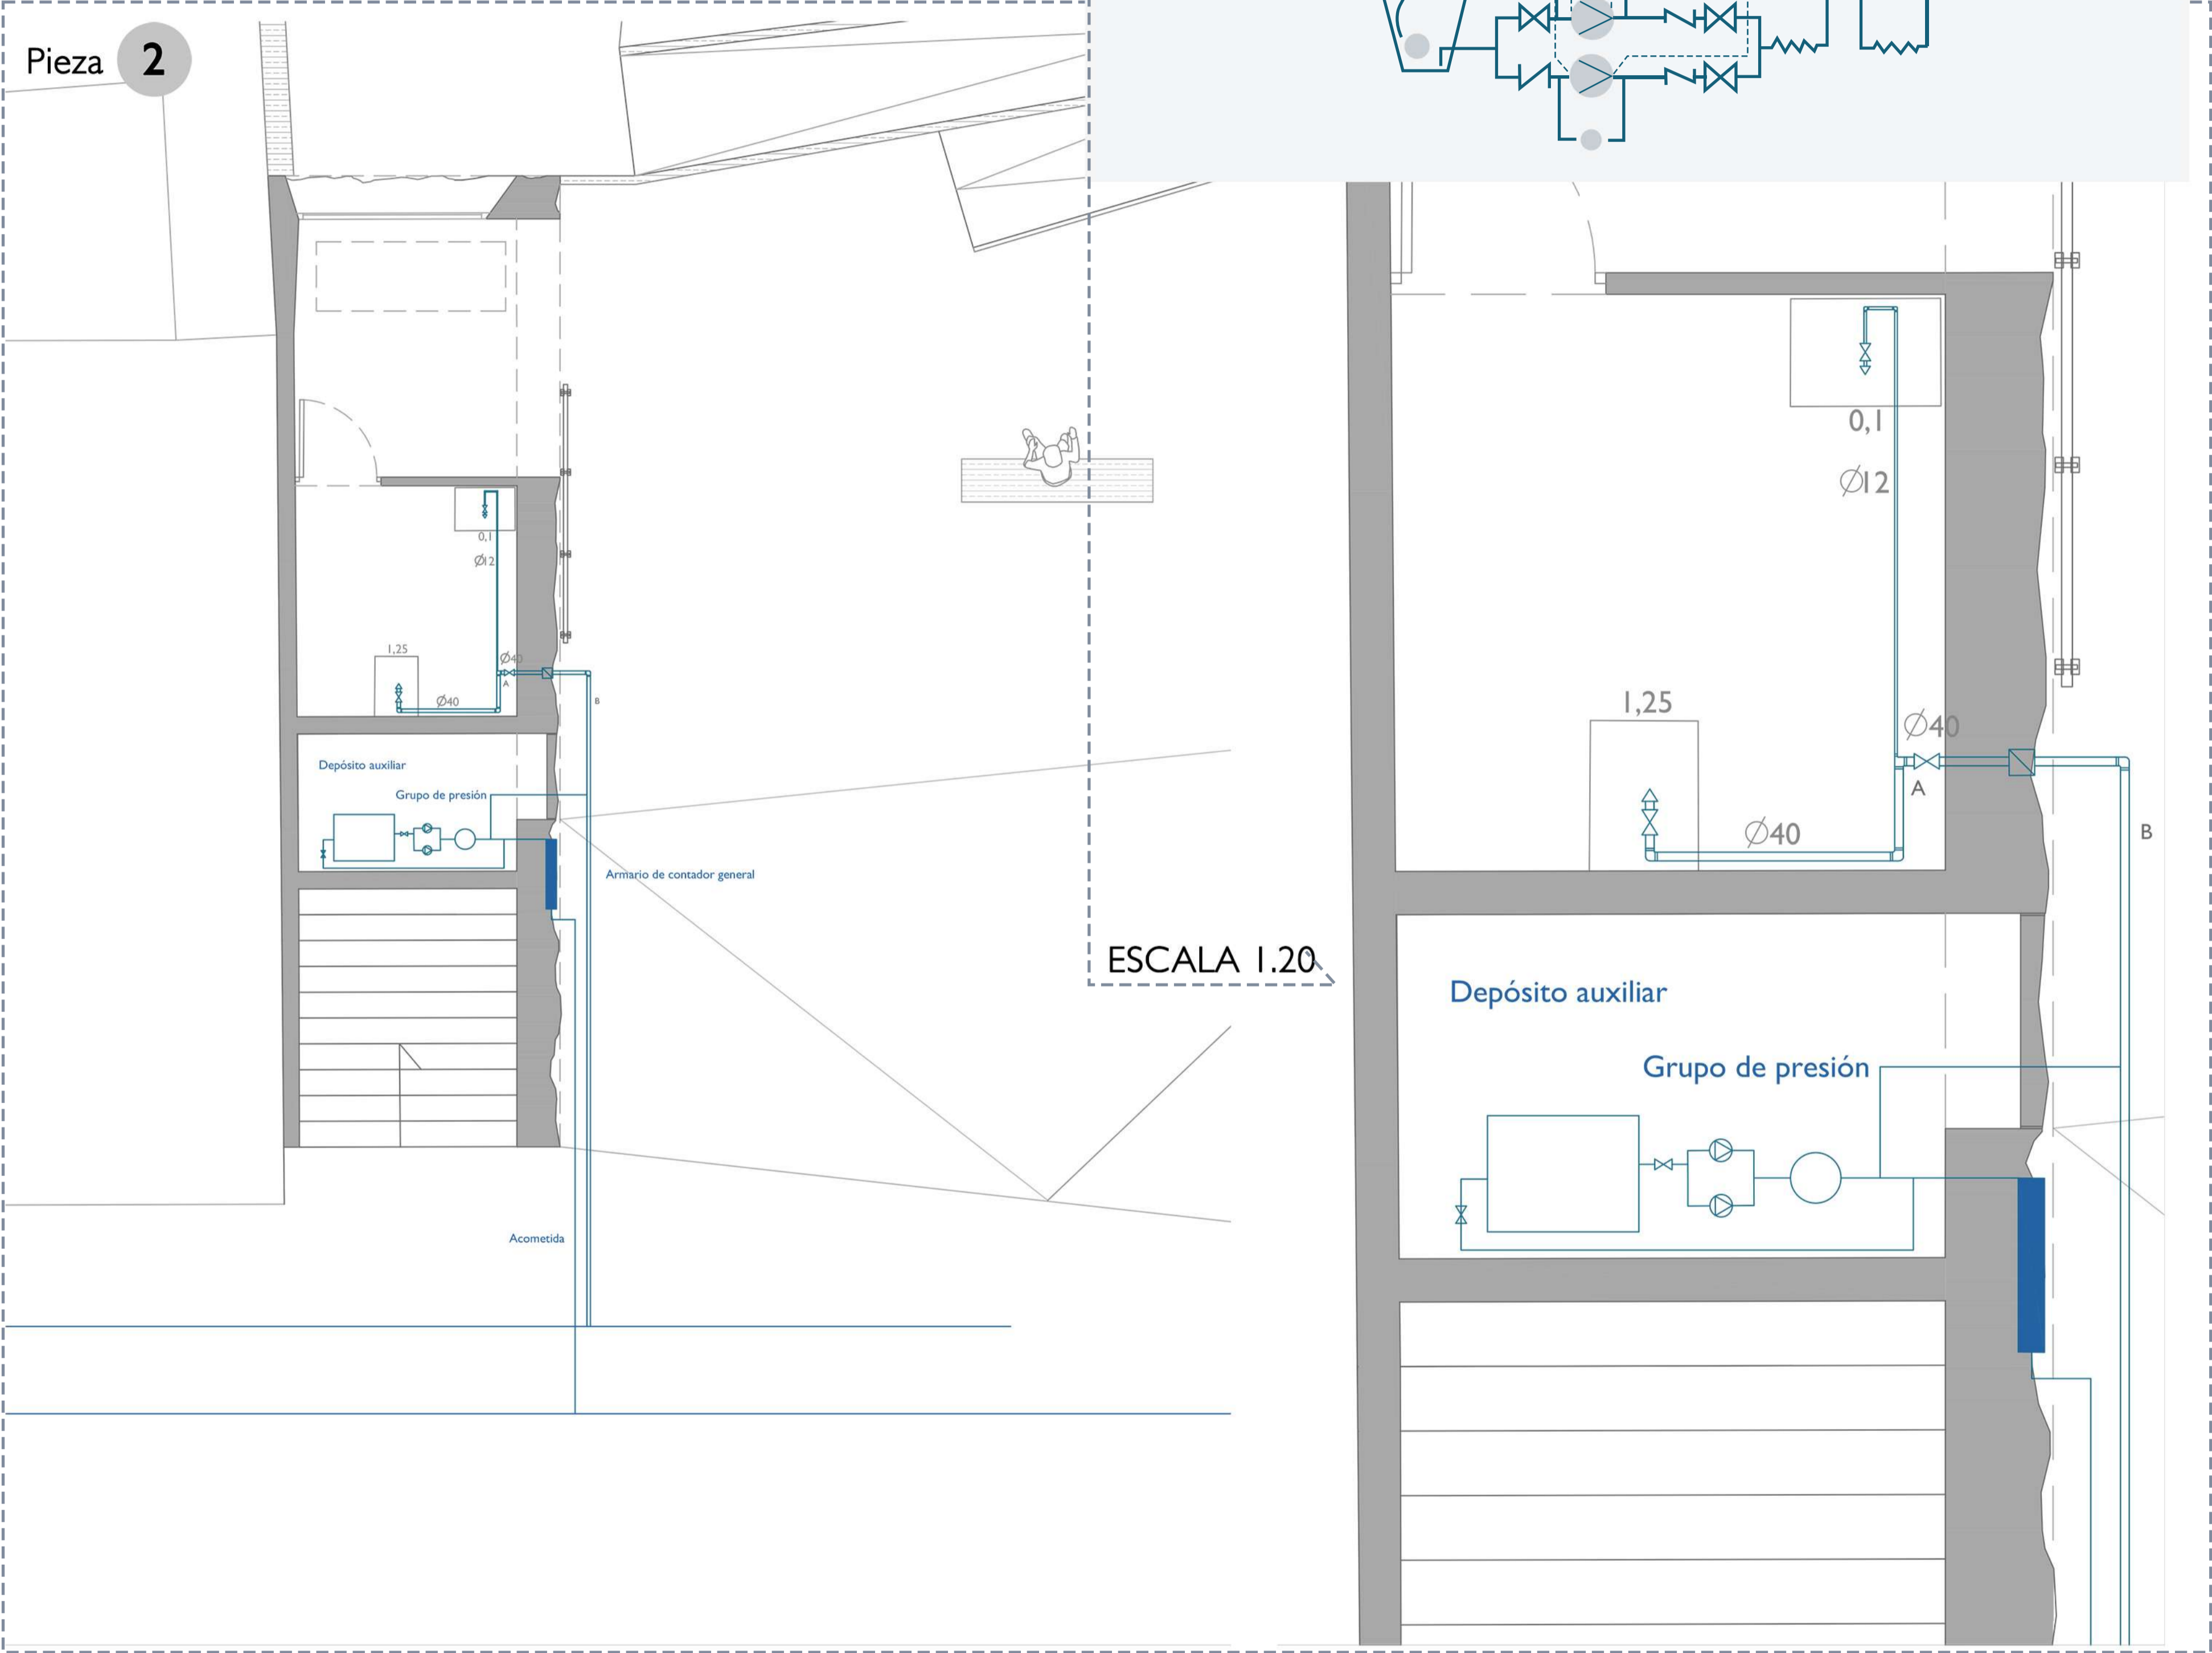 Pieza 2
0,1
Ø12
1,25
Ø40
A
Ø40
B
Depósito auxiliar
Grupo de presión
Armario de contador general
Acometida
ESCALA 1.20
0,1
Ø12
1,25
Ø40
A
Ø40
B
Depósito auxiliar
Grupo de presión